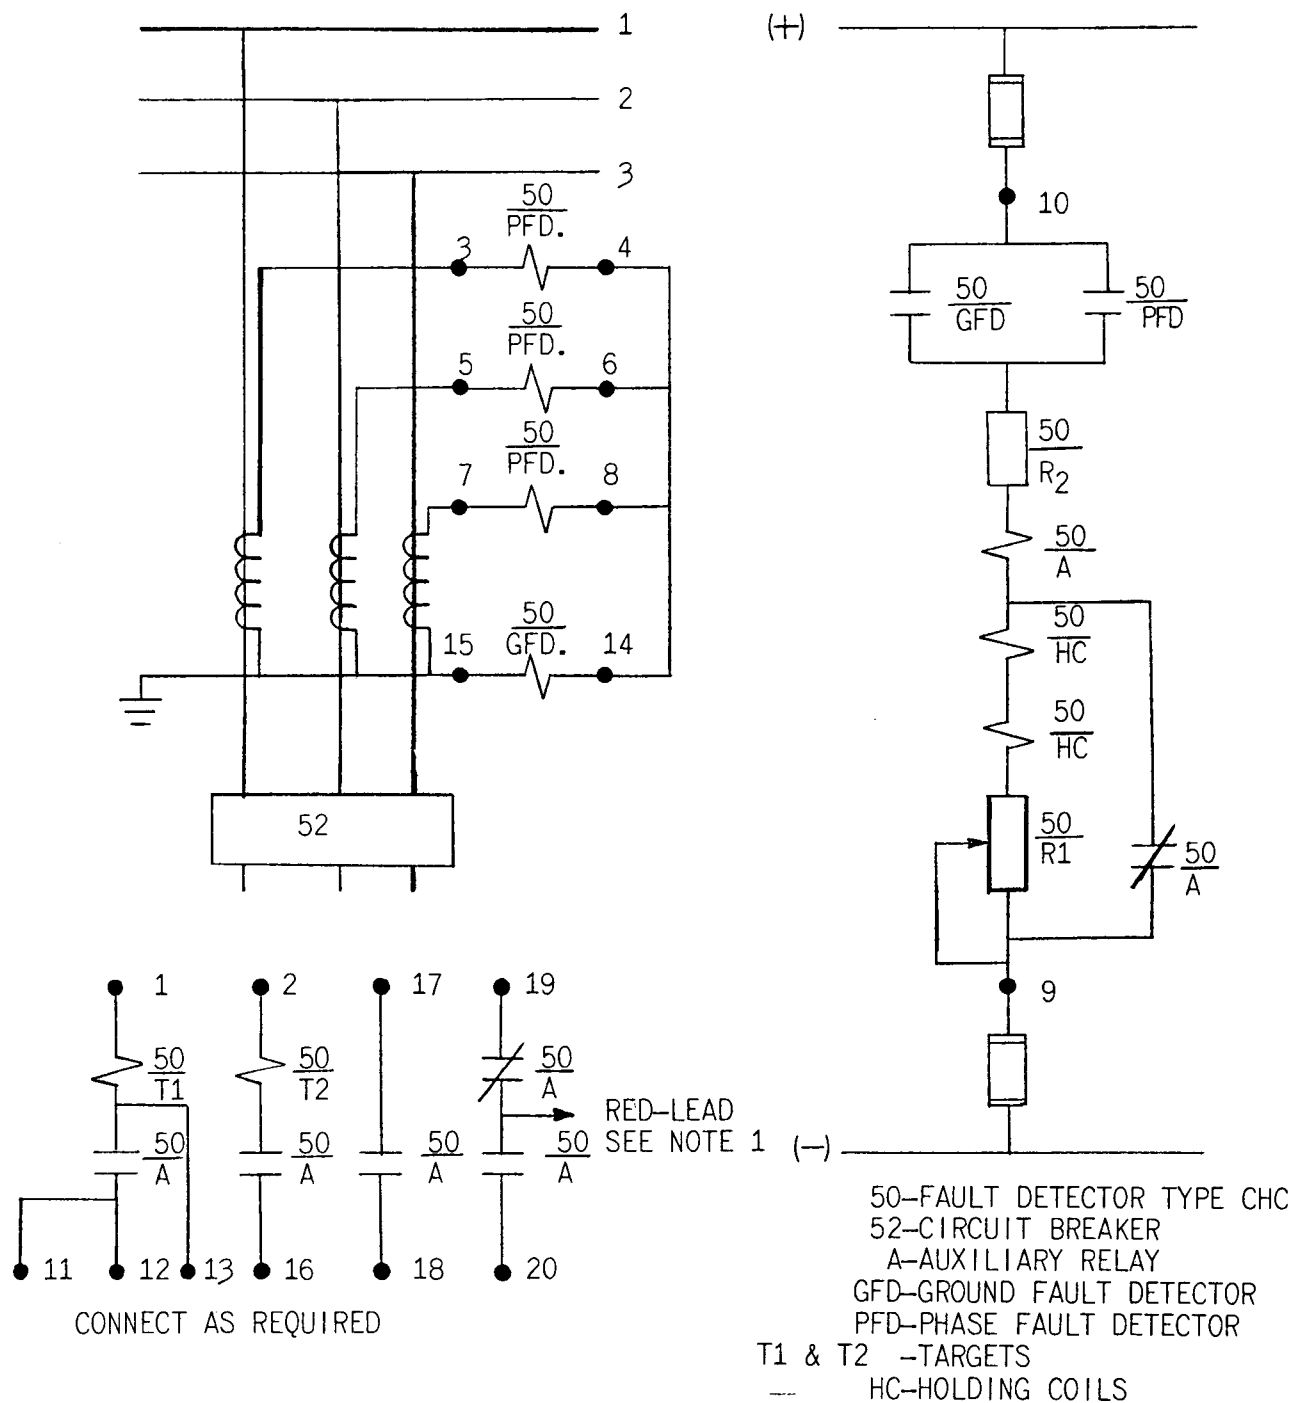 1
2
3
50
PFD.
3
4
50
PFD.
5
6
50
PFD.
7
8
50
GFD.
15
14
52
(+)
10
50
GFD
50
PFD
50
R2
50
A
50
HC
50
HC
50
R1
50
A
9
(–)
1
50
T1
50
A
11
12
13
2
50
T2
50
A
16
17
50
A
18
19
50
A
RED–LEAD
SEE NOTE 1
50
A
20
CONNECT AS REQUIRED
50–FAULT DETECTOR TYPE CHC
52–CIRCUIT BREAKER
A–AUXILIARY RELAY
GFD–GROUND FAULT DETECTOR
PFD–PHASE FAULT DETECTOR
T1 & T2 –TARGETS
— HC–HOLDING COILS